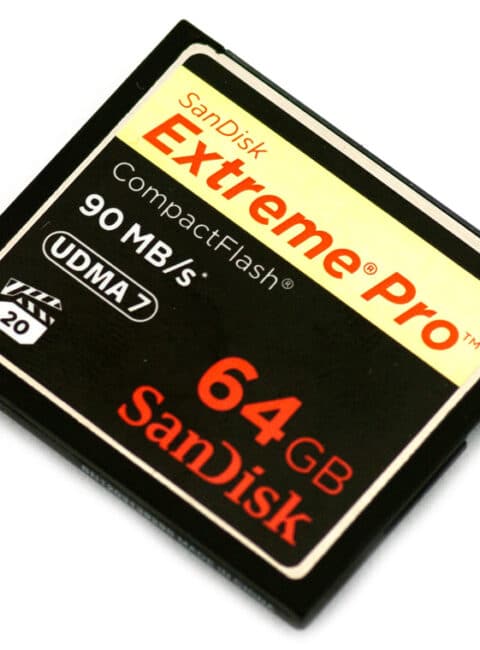 SanDisk
Extreme® Pro™
CompactFlash®
90 MB/s*
UDMA 7
20
64GB
SanDisk